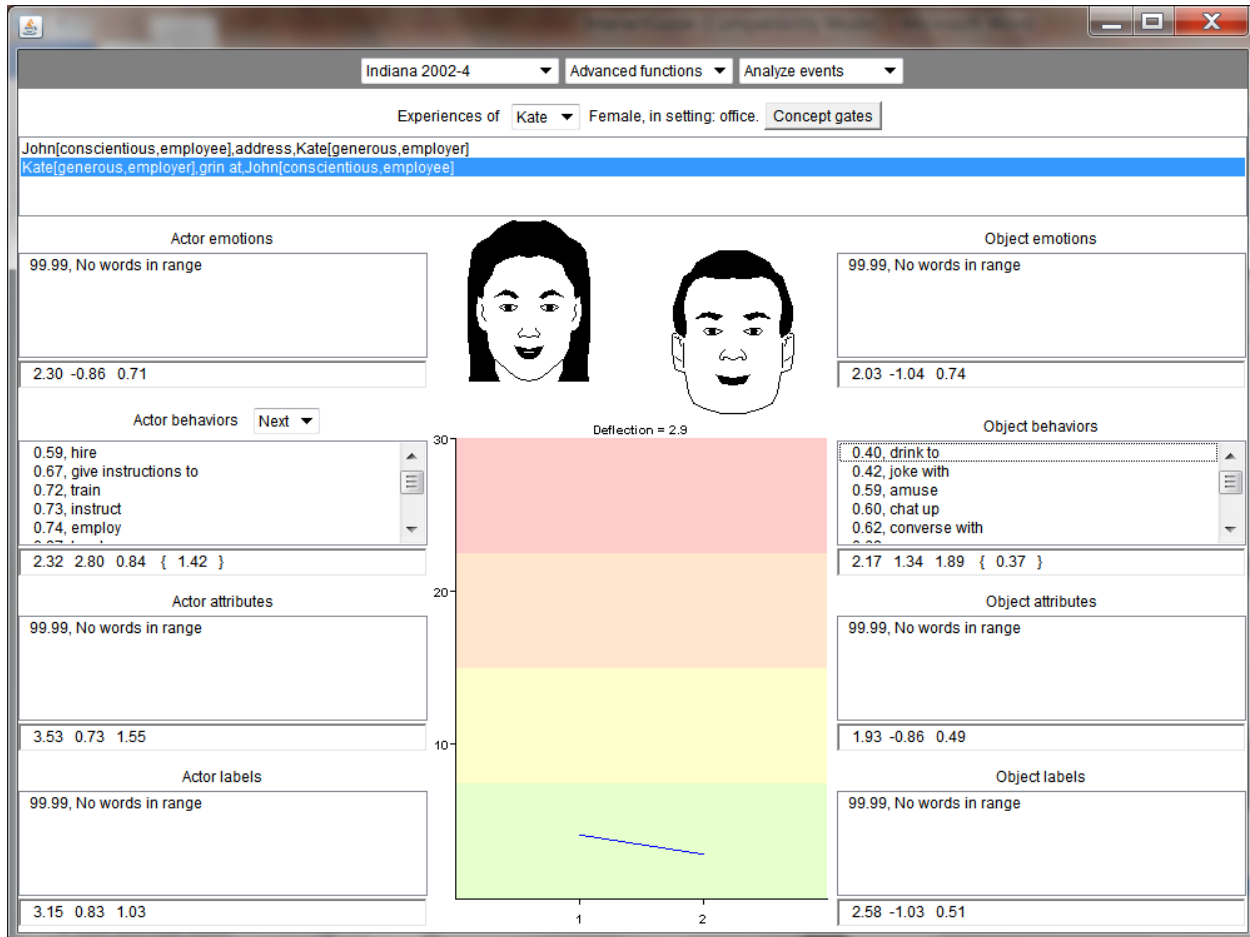 Indiana 2002-4 Advanced functions Analyze events
Experiences of Kate Female, in setting: office. Concept gates
John[conscientious,employee],address,Kate[generous,employer]
Kate[generous,employer],grin at,John[conscientious,employee]
Actor emotions
99.99, No words in range
2.30 -0.86 0.71
Object emotions
99.99, No words in range
2.03 -1.04 0.74
Actor behaviors Next
0.59, hire
0.67, give instructions to
0.72, train
0.73, instruct
0.74, employ
2.32 2.80 0.84 { 1.42 }
Object behaviors
0.40, drink to
0.42, joke with
0.59, amuse
0.60, chat up
0.62, converse with
2.17 1.34 1.89 { 0.37 }
Actor attributes
99.99, No words in range
3.53 0.73 1.55
Object attributes
99.99, No words in range
1.93 -0.86 0.49
Actor labels
99.99, No words in range
3.15 0.83 1.03
Object labels
99.99, No words in range
2.58 -1.03 0.51
Deflection = 2.9
30
20
10
1 2